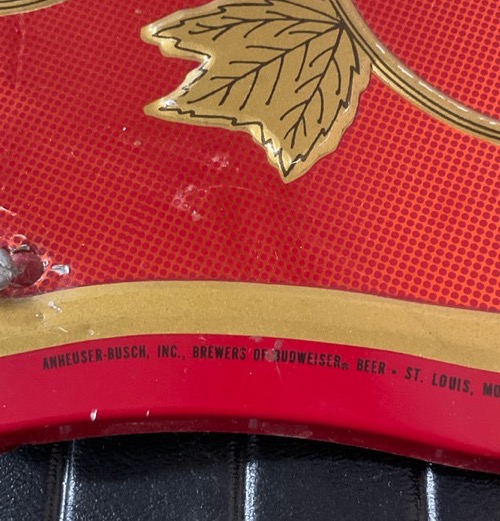 ANHEUSER-BUSCH, INC., BREWERS OF BUDWEISER® BEER • ST. LOUIS, MO